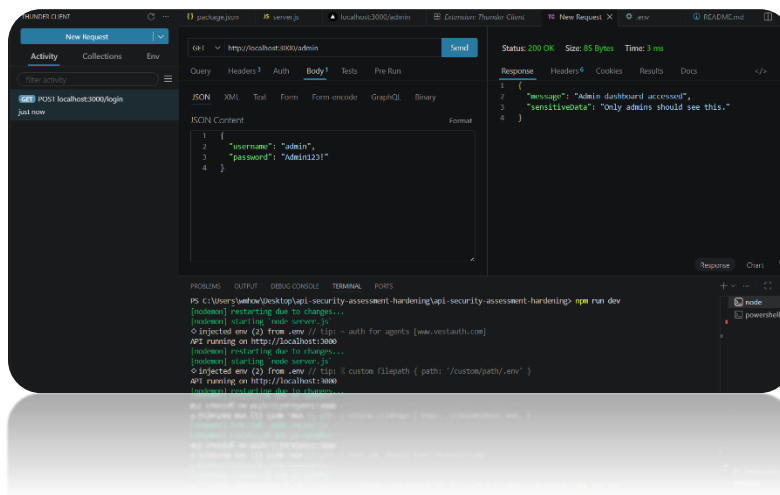 THUNDER CLIENT
New Request
Activity Collections Env
filter activity
GET POST localhost:3000/login
just now
package.json server.js localhost:3000/admin Extension: Thunder Client New Request .env README.md
GET http://localhost:3000/admin Send
Query Headers 3 Auth Body 1 Tests Pre Run
JSON XML Text Form Form-encode GraphQL Binary
JSON Content Format
1 {
2 "username": "admin",
3 "password": "Admin123!"
4 }
Status: 200 OK Size: 85 Bytes Time: 3 ms
Response Headers 6 Cookies Results Docs
1 {
2 "message": "Admin dashboard accessed",
3 "sensitiveData": "Only admins should see this."
4 }
Response Chart
PROBLEMS OUTPUT DEBUG CONSOLE TERMINAL PORTS
PS C:\Users\wmhow\Desktop\api-security-assessment-hardening\api-security-assessment-hardening> npm run dev
[nodemon] restarting due to changes...
[nodemon] starting `node server.js`
injected env (2) from .env // tip: auth for agents [www.vestauth.com]
API running on http://localhost:3000
[nodemon] restarting due to changes...
[nodemon] starting `node server.js`
injected env (2) from .env // tip: custom filepath { path: '/custom/path/.env' }
API running on http://localhost:3000
[nodemon] restarting due to changes...
node
powershell